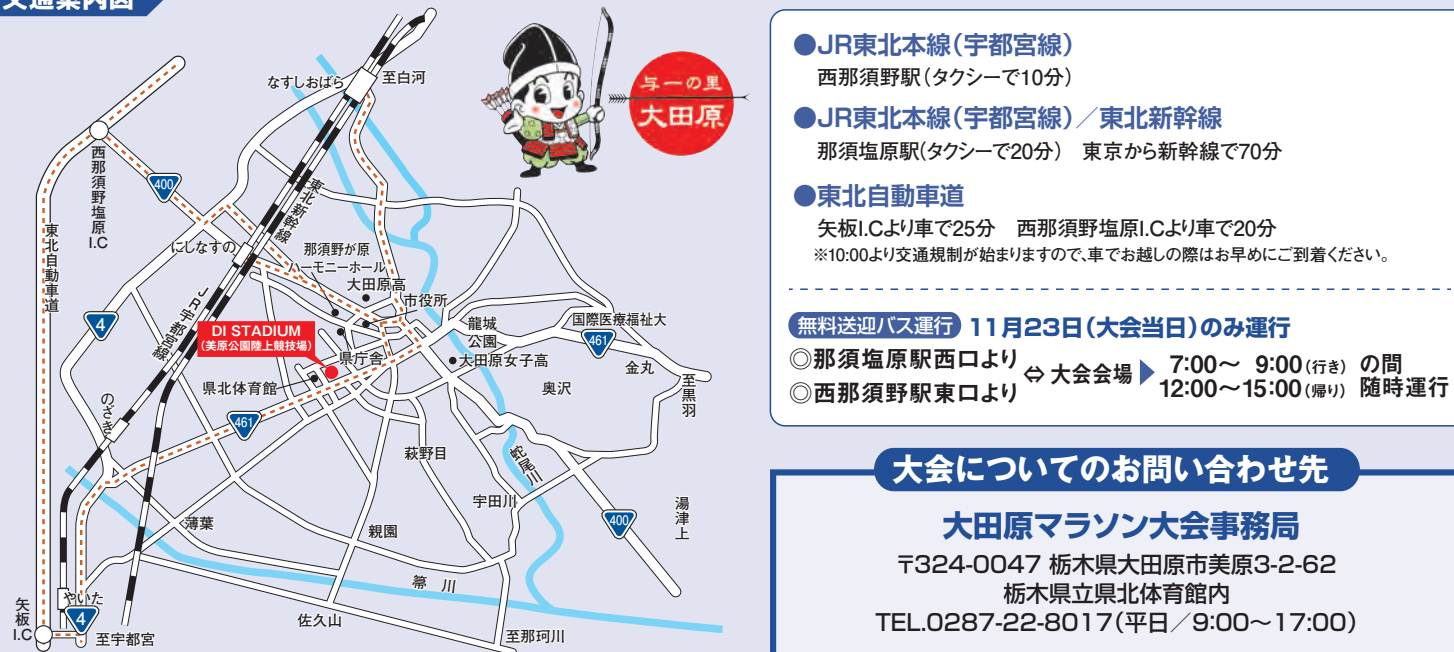 交通案内図
なすしおばら
至白河
与一の里
大田原
西那須野塩原I.C
400
東北自動車道
東北新幹線
にしなすの
那須野が原
ハーモニーホール
大田原高
市役所
4
JR宇都宮線
DI STADIUM
(美原公園陸上競技場)
県庁舎
県北体育館
龍城
公園
大田原女子高
国際医療福祉大
461
金丸
奥沢
至黒羽
のざき
461
萩野目
蛇尾川
宇田川
400
湯津上
薄葉
親園
箒川
やいた
4
矢板I.C
至宇都宮
佐久山
至那珂川
●JR東北本線(宇都宮線)
西那須野駅(タクシーで10分)
●JR東北本線(宇都宮線)／東北新幹線
那須塩原駅(タクシーで20分) 東京から新幹線で70分
●東北自動車道
矢板I.Cより車で25分 西那須野塩原I.Cより車で20分
※10:00より交通規制が始まりますので、車でお越しの際はお早めにご到着ください。
無料送迎バス運行 11月23日(大会当日)のみ運行
◎那須塩原駅西口より
◎西那須野駅東口より
⇔ 大会会場 ▶
7:00〜 9:00(行き) の間
12:00〜15:00(帰り) 随時運行
大会についてのお問い合わせ先
大田原マラソン大会事務局
〒324-0047 栃木県大田原市美原3-2-62
栃木県立県北体育館内
TEL.0287-22-8017(平日／9:00〜17:00)